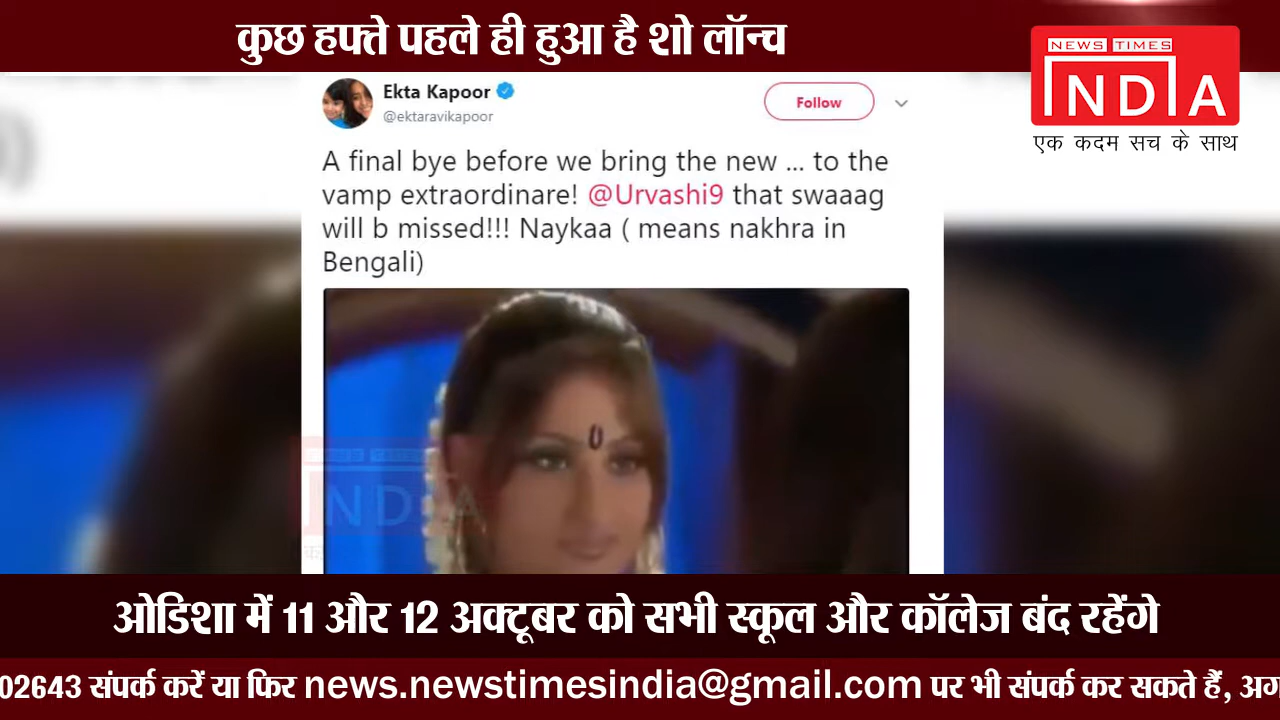 कुछ हफ्ते पहले ही हुआ है शो लॉन्च
NEWS TIMES
INDIA
एक कदम सच के साथ
Ekta Kapoor
@ektaravikapoor
Follow
A final bye before we bring the new ... to the
vamp extraordinare! @Urvashi9 that swaaag
will b missed!!! Naykaa ( means nakhra in
Bengali)
INDIA
ओडिशा में 11 और 12 अक्टूबर को सभी स्कूल और कॉलेज बंद रहेंगे
02643 संपर्क करें या फिर news.newstimesindia@gmail.com पर भी संपर्क कर सकते हैं, अग